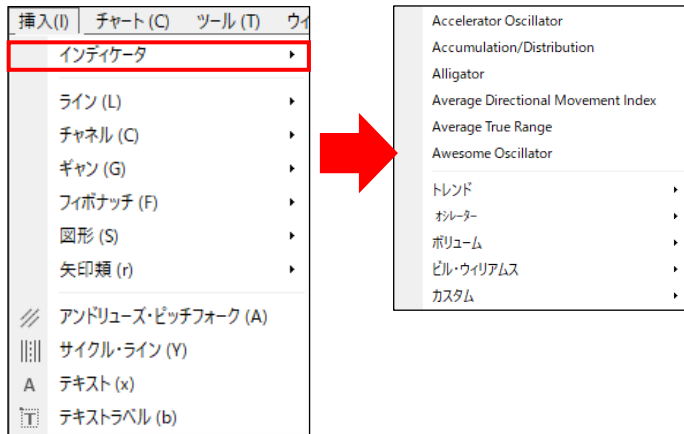 挿入(I) チャート(C) ツール(T) ウィ
インディケータ
ライン(L)
チャネル(C)
ギャン(G)
フィボナッチ(F)
図形(S)
矢印類(r)
アンドリューズ・ピッチフォーク(A)
サイクル・ライン(Y)
A テキスト(x)
T テキストラベル(b)
Accelerator Oscillator
Accumulation/Distribution
Alligator
Average Directional Movement Index
Average True Range
Awesome Oscillator
トレンド
オシレーター
ボリューム
ビル・ウィリアムス
カスタム